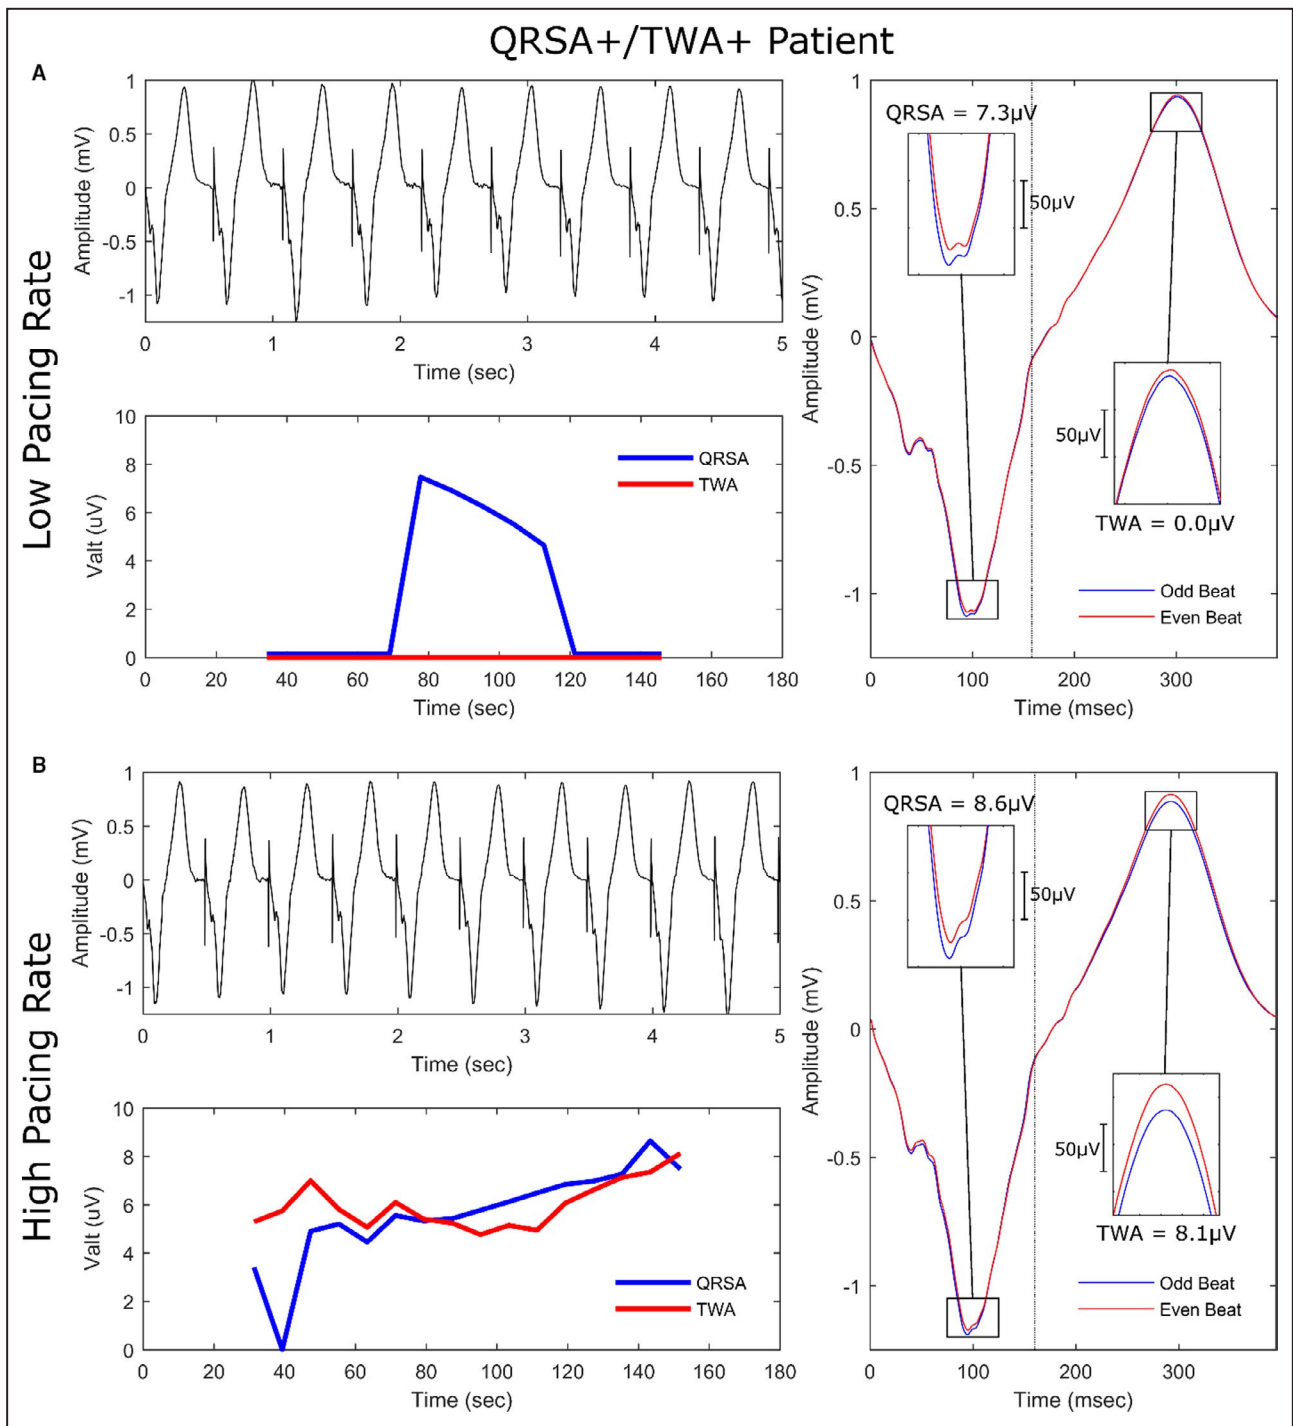 QRSA+/TWA+ Patient
A
Low Pacing Rate
Amplitude (mV)
1
0.5
0
-0.5
-1
0 1 2 3 4 5
Time (sec)
Valt (uV)
10
8
6
4
2
0
QRSA
TWA
0 20 40 60 80 100 120 140 160 180
Time (sec)
Amplitude (mV)
1
0.5
0
-0.5
-1
QRSA = 7.3µV
50µV
50µV
TWA = 0.0µV
Odd Beat
Even Beat
0 100 200 300
Time (msec)
B
High Pacing Rate
Amplitude (mV)
1
0.5
0
-0.5
-1
0 1 2 3 4 5
Time (sec)
Valt (uV)
10
8
6
4
2
0
QRSA
TWA
0 20 40 60 80 100 120 140 160 180
Time (sec)
Amplitude (mV)
1
0.5
0
-0.5
-1
QRSA = 8.6µV
50µV
50µV
TWA = 8.1µV
Odd Beat
Even Beat
0 100 200 300
Time (msec)